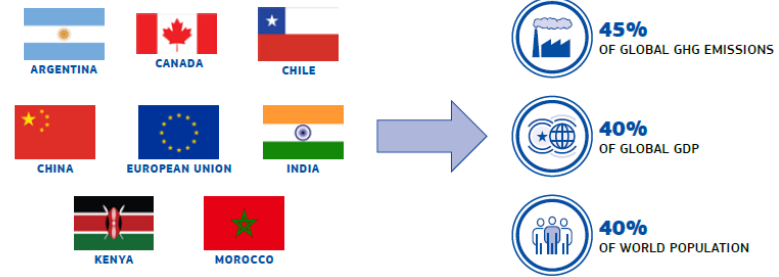 ARGENTINA
CANADA
CHILE
CHINA
EUROPEAN UNION
INDIA
KENYA
MOROCCO
45%
OF GLOBAL GHG EMISSIONS
40%
OF GLOBAL GDP
40%
OF WORLD POPULATION